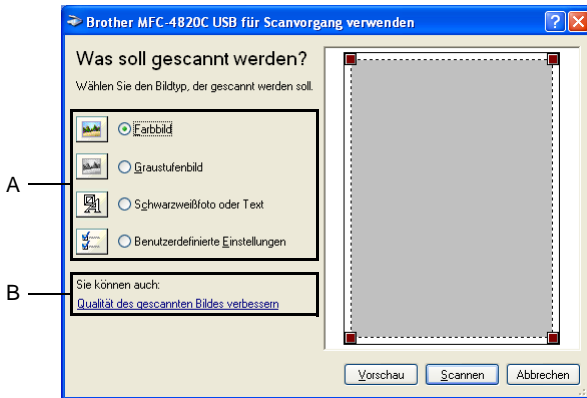 Brother MFC-4820C USB für Scanvorgang verwenden
Was soll gescannt werden?
Wählen Sie den Bildtyp, der gescannt werden soll.
A
Farbbild
Graustufenbild
Schwarzweißfoto oder Text
Benutzerdefinierte Einstellungen
B
Sie können auch:
Qualität des gescannten Bildes verbessern
Vorschau
Scannen
Abbrechen